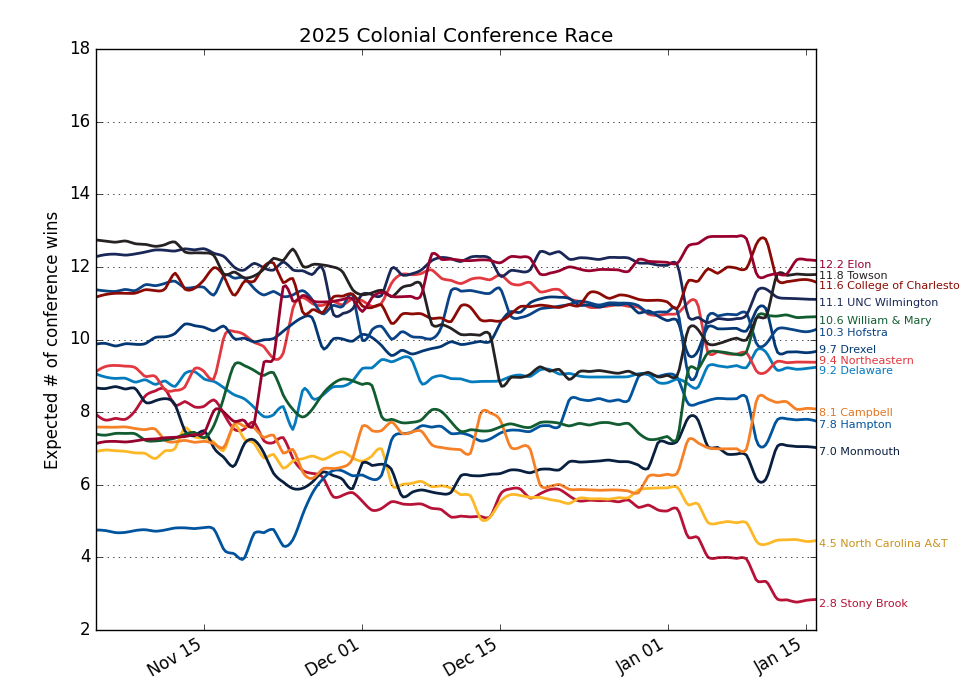 2025 Colonial Conference Race
Expected # of conference wins
18
16
14
12
10
8
6
4
2
Nov 15
Dec 01
Dec 15
Jan 01
Jan 15
12.2 Elon
11.8 Towson
11.6 College of Charlesto
11.1 UNC Wilmington
10.6 William & Mary
10.3 Hofstra
9.7 Drexel
9.4 Northeastern
9.2 Delaware
8.1 Campbell
7.8 Hampton
7.0 Monmouth
4.5 North Carolina A&T
2.8 Stony Brook